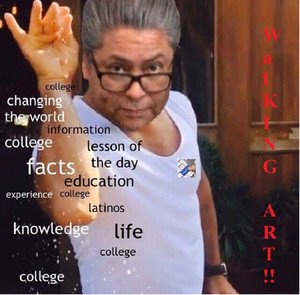 college
changing
the world
information
college
lesson of
the day
facts
education
experience
college
latinos
knowledge
life
college
college
WalKiNG
ART!!